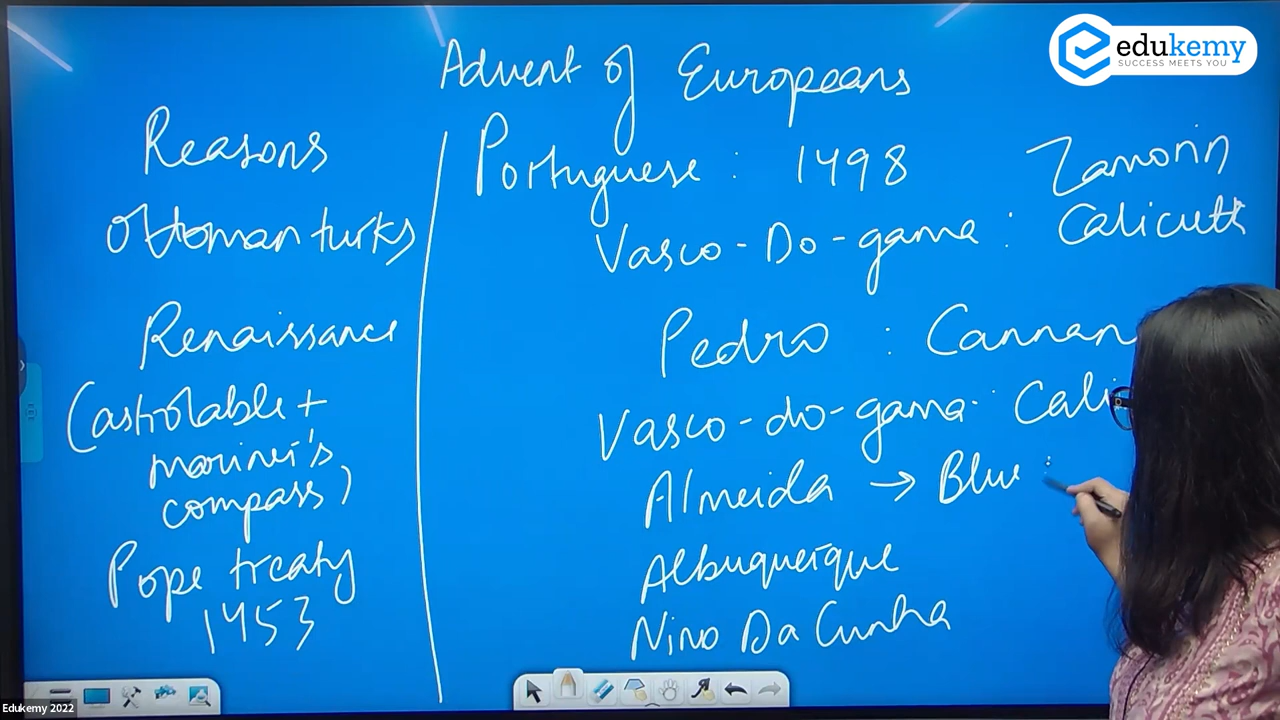 edukemy
SUCCESS MEETS YOU
Advent of Europeans
Reasons
Ottoman turks
Renaissance
(astrolable +
mariner's
compass)
Pope treaty
1453
Portuguese : 1498 Zamorin
Vasco-Do-gama : Calicutt
Pedro : Cannan
Vasco-do-gama : Cali
Almeida → Blue
Albuquerque
Nino Da Cunha
Edukemy 2022